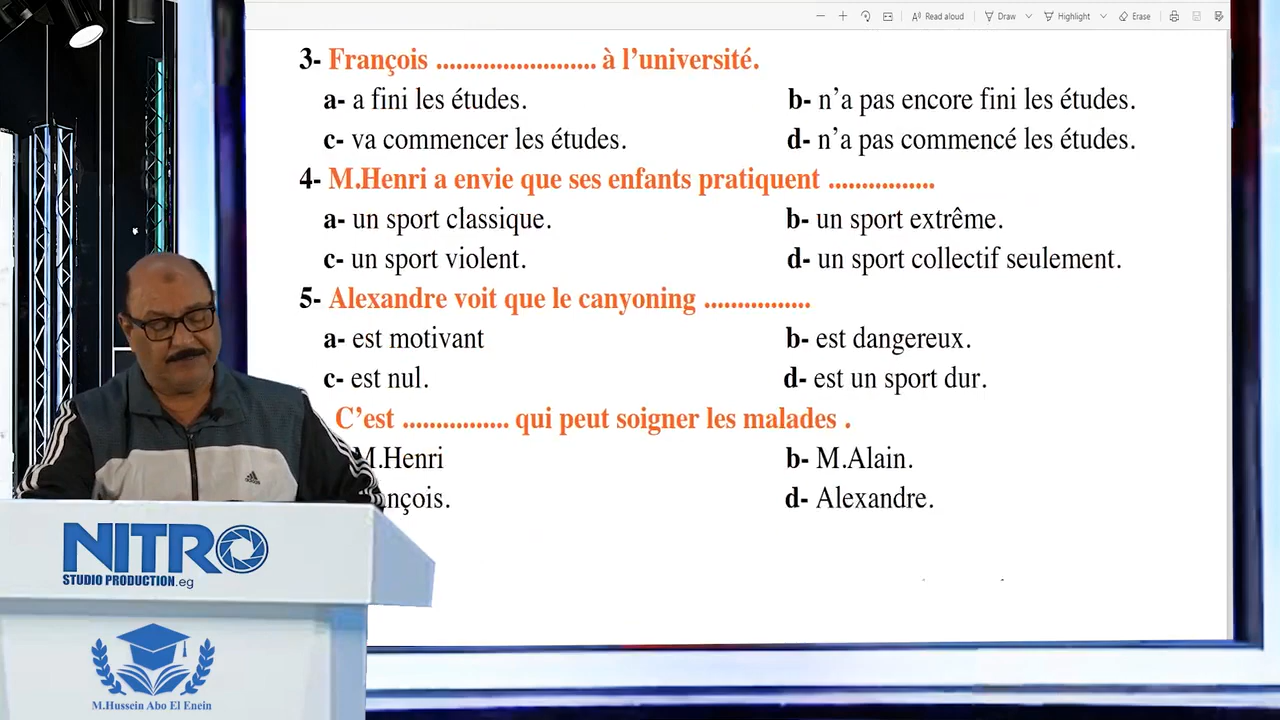 Read aloud Draw Highlight Erase
3- François ........................ à l’université.
a- a fini les études. b- n’a pas encore fini les études.
c- va commencer les études. d- n’a pas commencé les études.
4- M.Henri a envie que ses enfants pratiquent ................
a- un sport classique. b- un sport extrême.
c- un sport violent. d- un sport collectif seulement.
5- Alexandre voit que le canyoning ................
a- est motivant b- est dangereux.
c- est nul. d- est un sport dur.
C’est ................ qui peut soigner les malades .
M.Henri b- M.Alain.
nçois. d- Alexandre.
adidas
NITRO
STUDIO PRODUCTION.eg
M.Hussein Abo El Enein